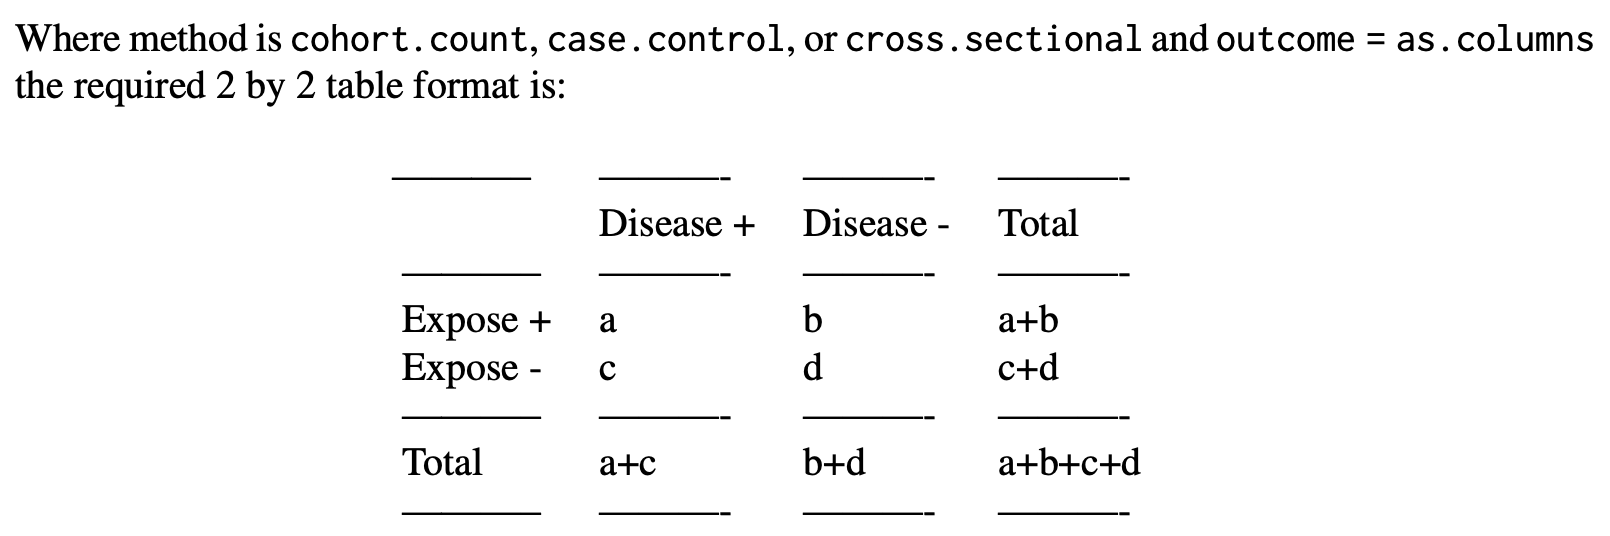 Where method is cohort.count, case.control, or cross.sectional and outcome = as.columns
the required 2 by 2 table format is:
———– ———- ———- ———-
Disease + Disease - Total
———– ———- ———- ———-
Expose + a b a+b
Expose - c d c+d
———– ———- ———- ———-
Total a+c b+d a+b+c+d
———– ———- ———- ———-